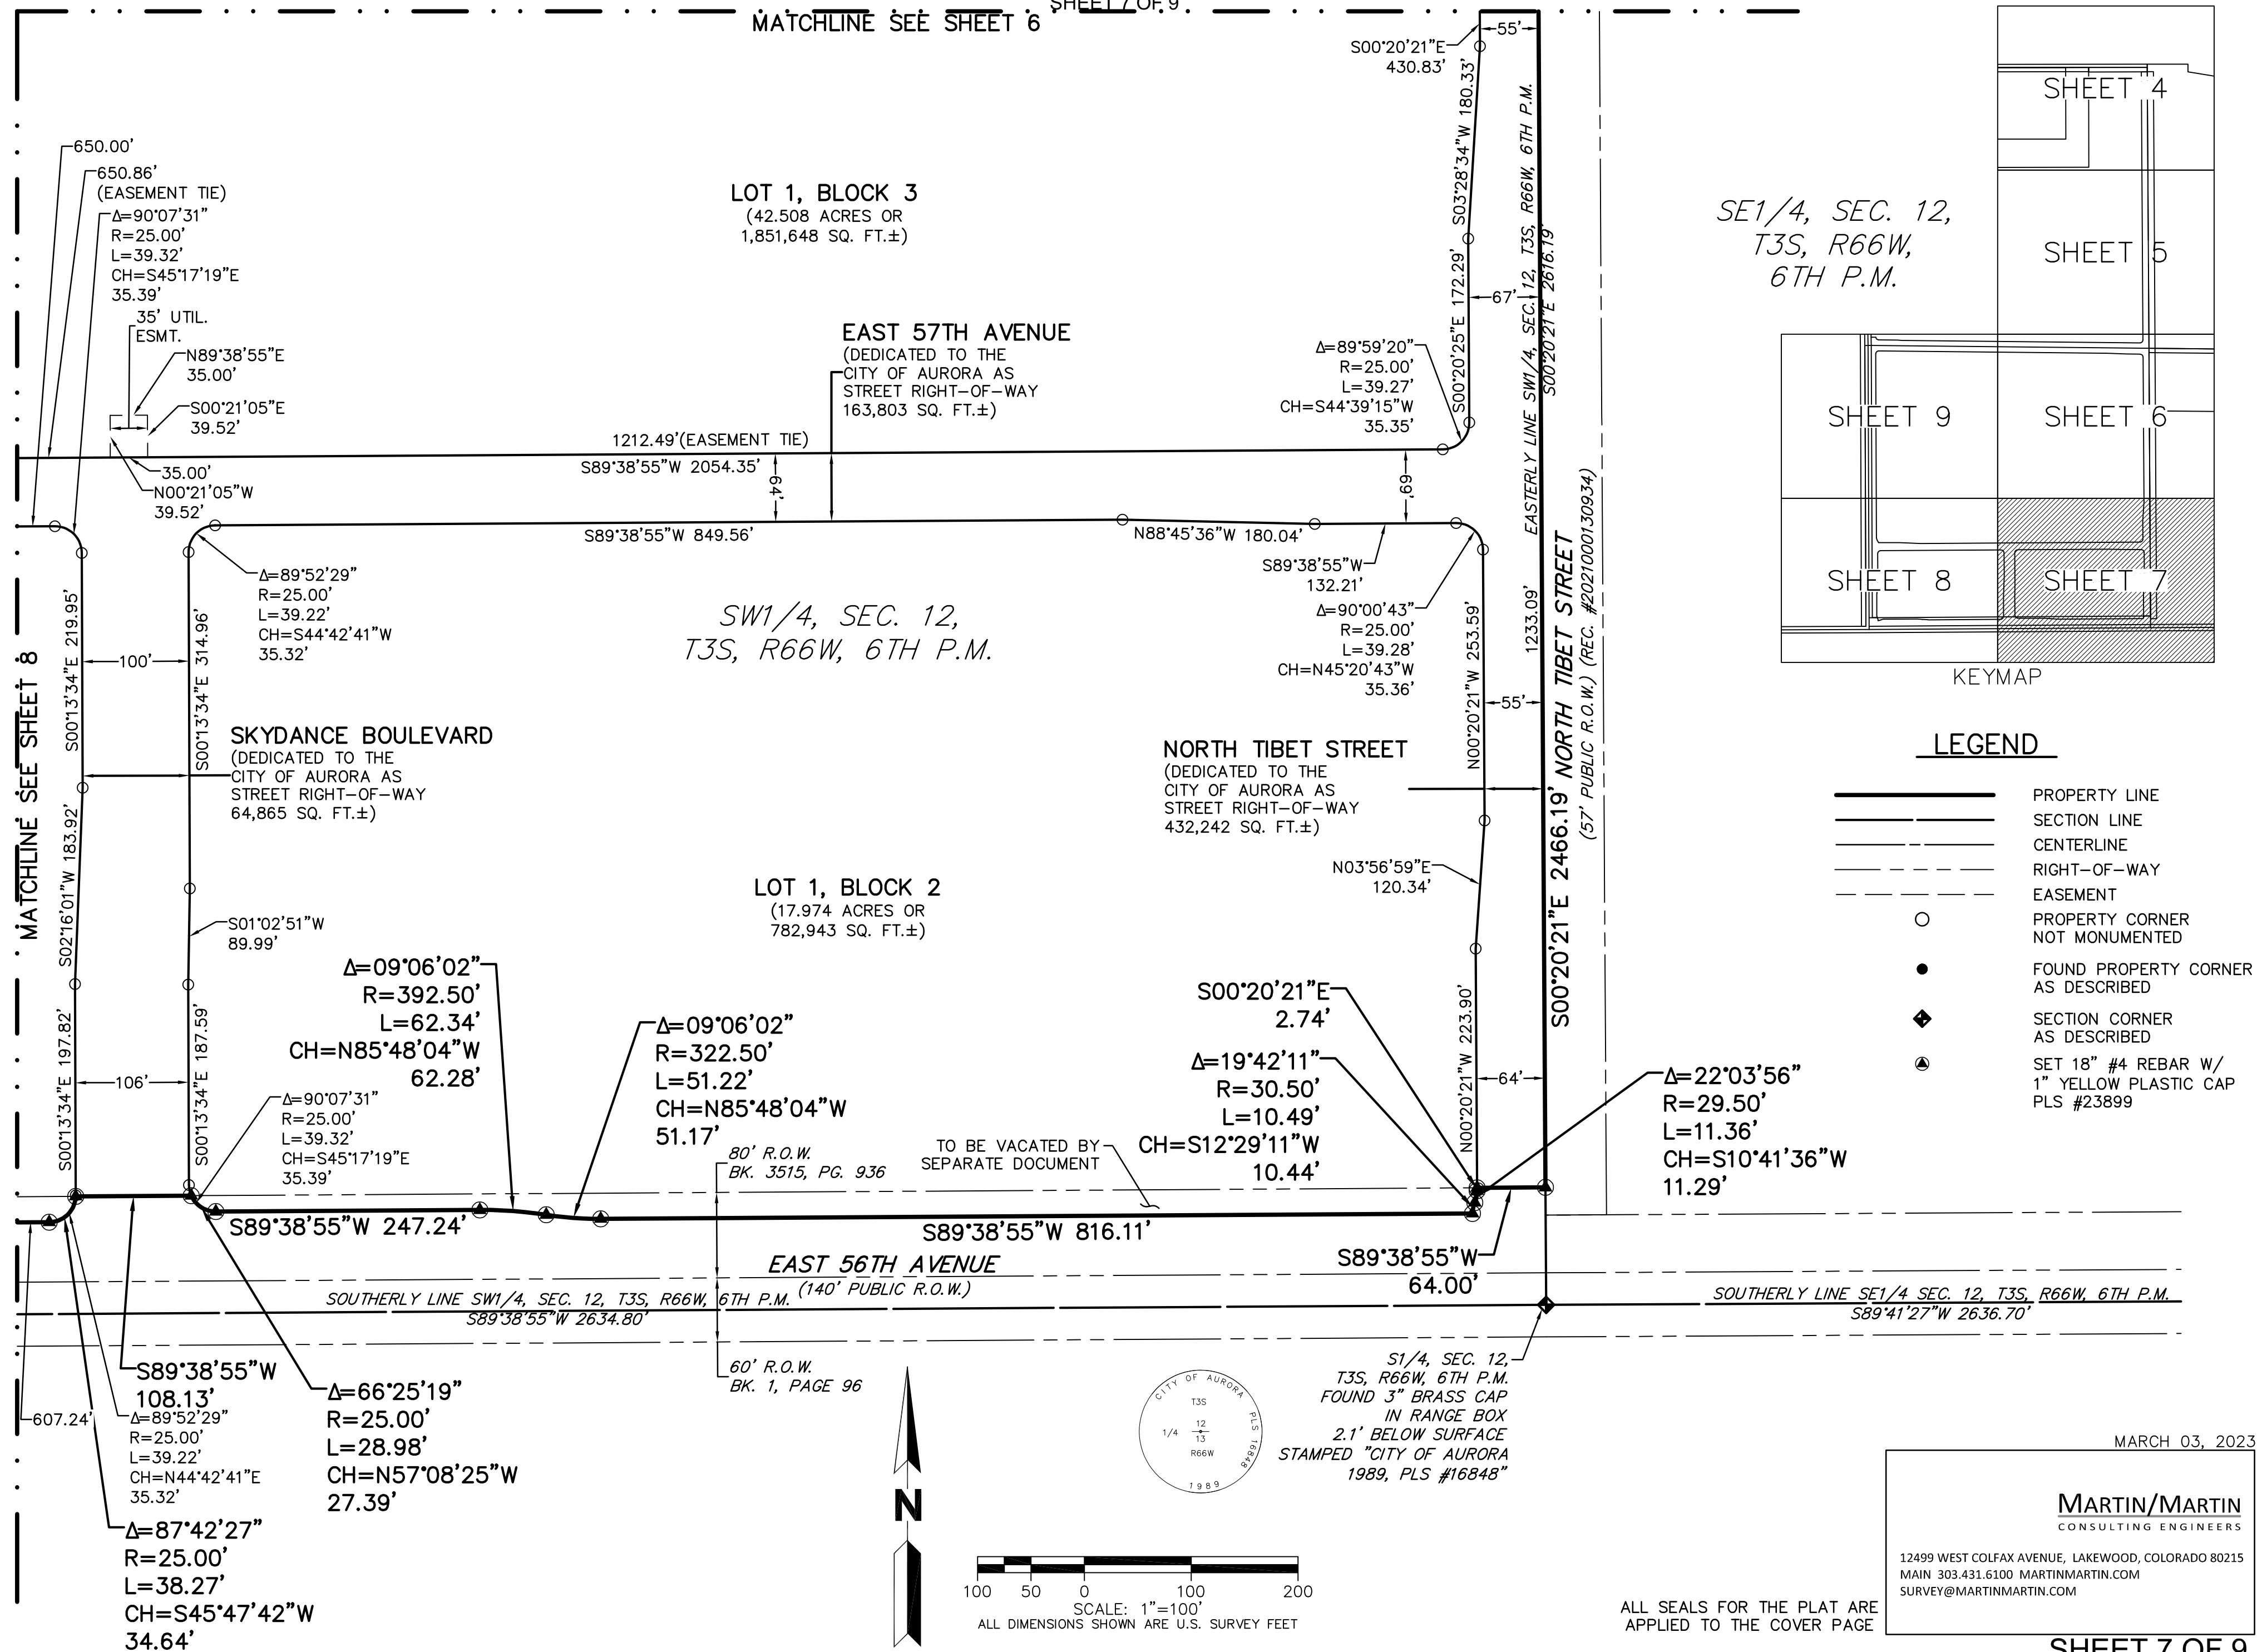 SHEET 7 OF 9
MATCHLINE SEE SHEET 6
S00°20'21"E
430.83'
55'
S03°28'34"W 180.33'
S00°20'25"E 172.29'
67'
EASTERLY LINE SW1/4, SEC. 12, T3S, R66W, 6TH P.M.
S00°20'21"E 2616.19'
SE1/4, SEC. 12,
T3S, R66W,
6TH P.M.
SHEET 4
SHEET 5
SHEET 9
SHEET 6
SHEET 8
SHEET 7
KEYMAP
650.00'
650.86'
(EASEMENT TIE)
Δ=90°07'31"
R=25.00'
L=39.32'
CH=S45°17'19"E
35.39'
35' UTIL.
ESMT.
N89°38'55"E
35.00'
S00°21'05"E
39.52'
35.00'
N00°21'05"W
39.52'
LOT 1, BLOCK 3
(42.508 ACRES OR
1,851,648 SQ. FT.±)
EAST 57TH AVENUE
(DEDICATED TO THE
CITY OF AURORA AS
STREET RIGHT-OF-WAY
163,803 SQ. FT.±)
Δ=89°59'20"
R=25.00'
L=39.27'
CH=S44°39'15"W
35.35'
1212.49'(EASEMENT TIE)
S89°38'55"W 2054.35'
64'
69'
S89°38'55"W 849.56'
N88°45'36"W 180.04'
S89°38'55"W
132.21'
Δ=89°52'29"
R=25.00'
L=39.22'
CH=S44°42'41"W
35.32'
SW1/4, SEC. 12,
T3S, R66W, 6TH P.M.
Δ=90°00'43"
R=25.00'
L=39.28'
CH=N45°20'43"W
35.36'
MATCHLINE SEE SHEET 8
S00°13'34"E 219.95'
100'
S00°13'34"E 314.96'
SKYDANCE BOULEVARD
(DEDICATED TO THE
CITY OF AURORA AS
STREET RIGHT-OF-WAY
64,865 SQ. FT.±)
NORTH TIBET STREET
(DEDICATED TO THE
CITY OF AURORA AS
STREET RIGHT-OF-WAY
432,242 SQ. FT.±)
N00°20'21"W 253.59'
55'
1233.09'
S00°20'21"E 2466.19'
NORTH TIBET STREET
(57' PUBLIC R.O.W.) (REC. #2021000130934)
N03°56'59"E
120.34'
S02°16'01"W 183.92'
S01°02'51"W
89.99'
LOT 1, BLOCK 2
(17.974 ACRES OR
782,943 SQ. FT.±)
LEGEND
PROPERTY LINE
SECTION LINE
CENTERLINE
RIGHT-OF-WAY
EASEMENT
PROPERTY CORNER
NOT MONUMENTED
FOUND PROPERTY CORNER
AS DESCRIBED
SECTION CORNER
AS DESCRIBED
SET 18" #4 REBAR W/
1" YELLOW PLASTIC CAP
PLS #23899
S00°13'34"E 197.82'
106'
S00°13'34"E 187.59'
Δ=09°06'02"
R=392.50'
L=62.34'
CH=N85°48'04"W
62.28'
Δ=09°06'02"
R=322.50'
L=51.22'
CH=N85°48'04"W
51.17'
Δ=90°07'31"
R=25.00'
L=39.32'
CH=S45°17'19"E
35.39'
80' R.O.W.
BK. 3515, PG. 936
TO BE VACATED BY
SEPARATE DOCUMENT
S00°20'21"E
2.74'
Δ=19°42'11"
R=30.50'
L=10.49'
CH=S12°29'11"W
10.44'
N00°20'21"W 223.90'
64'
Δ=22°03'56"
R=29.50'
L=11.36'
CH=S10°41'36"W
11.29'
S89°38'55"W 247.24'
S89°38'55"W 816.11'
S89°38'55"W
64.00'
EAST 56TH AVENUE
(140' PUBLIC R.O.W.)
SOUTHERLY LINE SW1/4, SEC. 12, T3S, R66W, 6TH P.M.
S89°38'55"W 2634.80'
SOUTHERLY LINE SE1/4 SEC. 12, T3S, R66W, 6TH P.M.
S89°41'27"W 2636.70'
60' R.O.W.
BK. 1, PAGE 96
S89°38'55"W
108.13'
607.24'
Δ=89°52'29"
R=25.00'
L=39.22'
CH=N44°42'41"E
35.32'
Δ=66°25'19"
R=25.00'
L=28.98'
CH=N57°08'25"W
27.39'
Δ=87°42'27"
R=25.00'
L=38.27'
CH=S45°47'42"W
34.64'
N
CITY OF AURORA PLS 16848
T3S
1/4
12
13
R66W
1989
S1/4, SEC. 12,
T3S, R66W, 6TH P.M.
FOUND 3" BRASS CAP
IN RANGE BOX
2.1' BELOW SURFACE
STAMPED "CITY OF AURORA
1989, PLS #16848"
100 50 0 100 200
SCALE: 1"=100'
ALL DIMENSIONS SHOWN ARE U.S. SURVEY FEET
MARCH 03, 2023
MARTIN/MARTIN
CONSULTING ENGINEERS
12499 WEST COLFAX AVENUE, LAKEWOOD, COLORADO 80215
MAIN 303.431.6100 MARTINMARTIN.COM
SURVEY@MARTINMARTIN.COM
ALL SEALS FOR THE PLAT ARE
APPLIED TO THE COVER PAGE
SHEET 7 OF 9